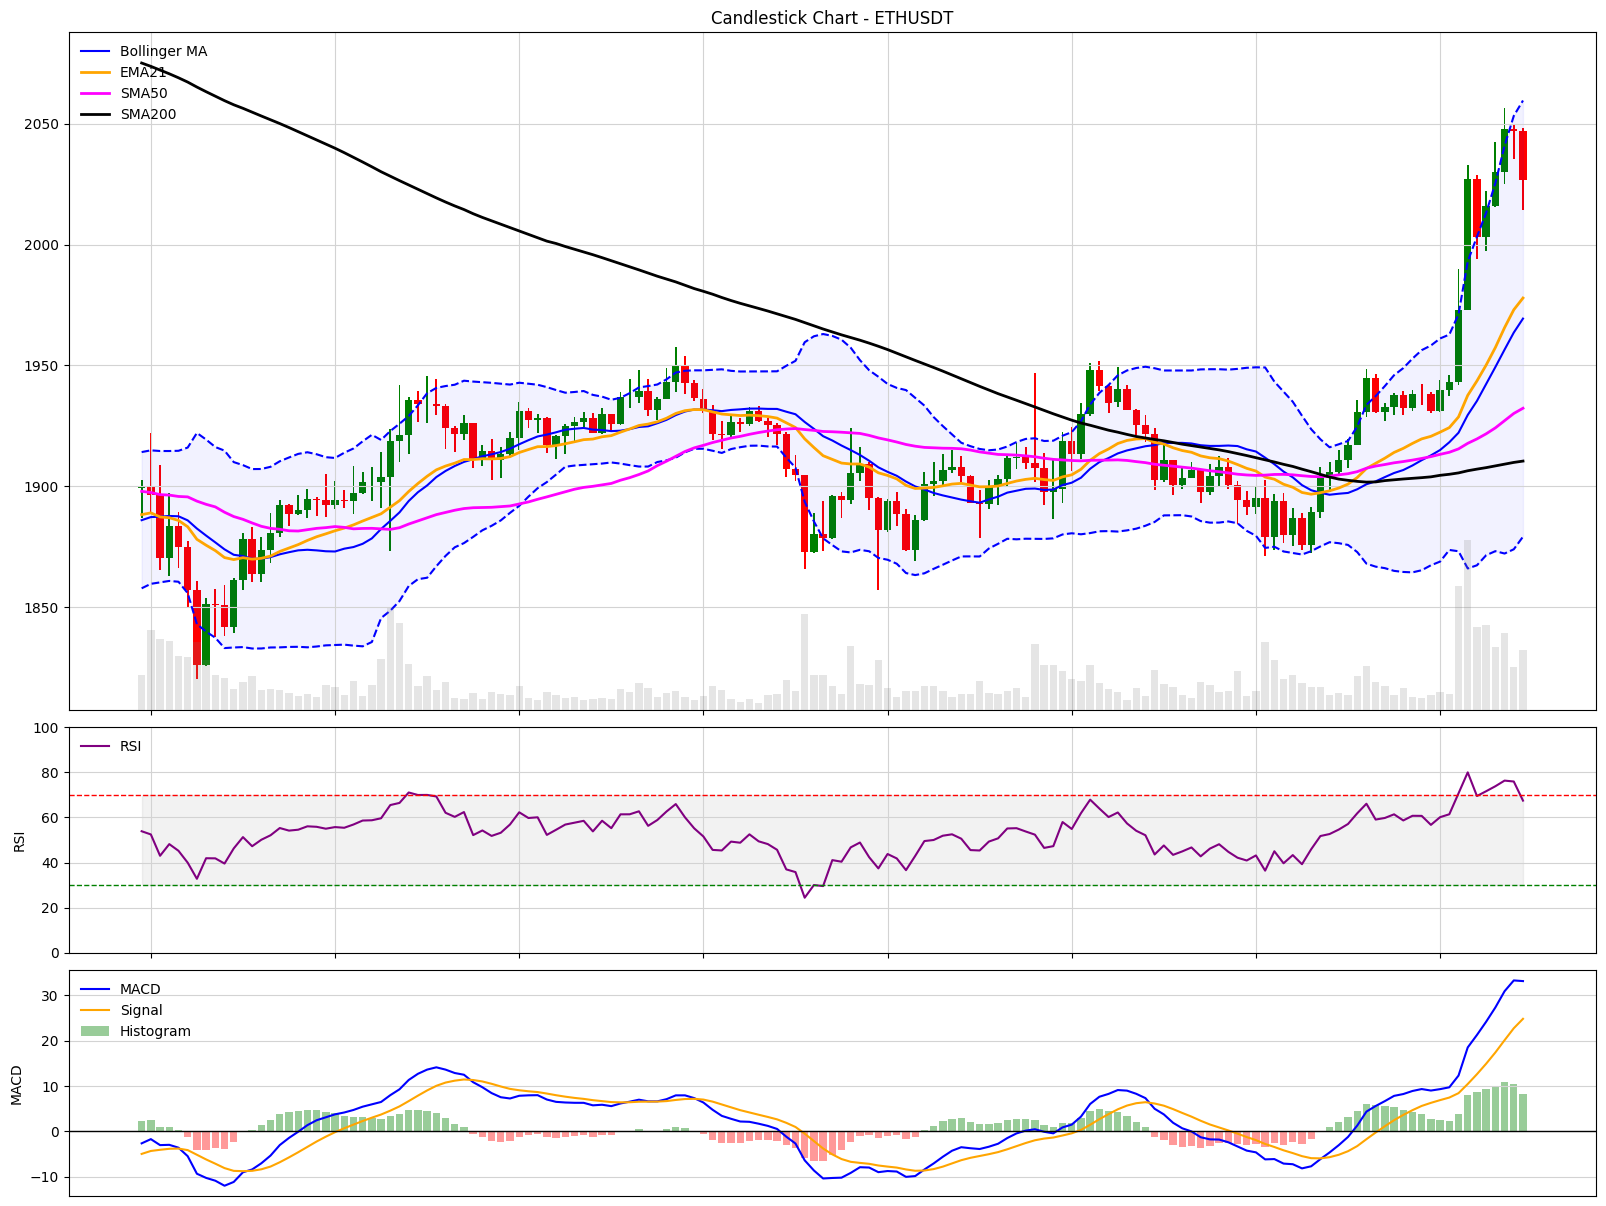 Candlestick Chart - ETHUSDT
Bollinger MA
EMA21
SMA50
SMA200
2050
2000
1950
1900
1850
100
80
60
40
20
0
RSI
RSI
30
20
10
0
−10
MACD
MACD
Signal
Histogram